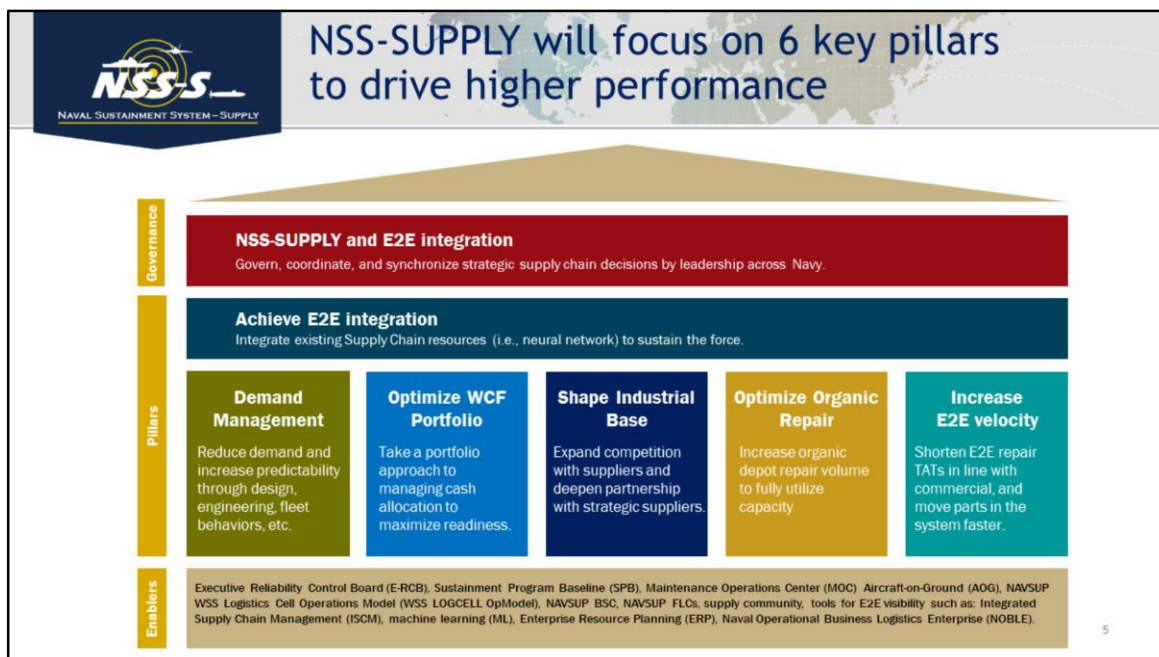 NSS-SUPPLY will focus on 6 key pillars
to drive higher performance
NSS-S
NAVAL SUSTAINMENT SYSTEM – SUPPLY
Governance
NSS-SUPPLY and E2E integration
Govern, coordinate, and synchronize strategic supply chain decisions by leadership across Navy.
Pillars
Achieve E2E integration
Integrate existing Supply Chain resources (i.e., neural network) to sustain the force.
Demand
Management
Reduce demand and
increase predictability
through design,
engineering, fleet
behaviors, etc.
Optimize WCF
Portfolio
Take a portfolio
approach to
managing cash
allocation to
maximize readiness.
Shape Industrial
Base
Expand competition
with suppliers and
deepen partnership
with strategic suppliers.
Optimize Organic
Repair
Increase organic
depot repair volume
to fully utilize
capacity
Increase
E2E velocity
Shorten E2E repair
TATs in line with
commercial, and
move parts in the
system faster.
Enablers
Executive Reliability Control Board (E-RCB), Sustainment Program Baseline (SPB), Maintenance Operations Center (MOC) Aircraft-on-Ground (AOG), NAVSUP
WSS Logistics Cell Operations Model (WSS LOGCELL OpModel), NAVSUP BSC, NAVSUP FLCs, supply community, tools for E2E visibility such as: Integrated
Supply Chain Management (ISCM), machine learning (ML), Enterprise Resource Planning (ERP), Naval Operational Business Logistics Enterprise (NOBLE).
5